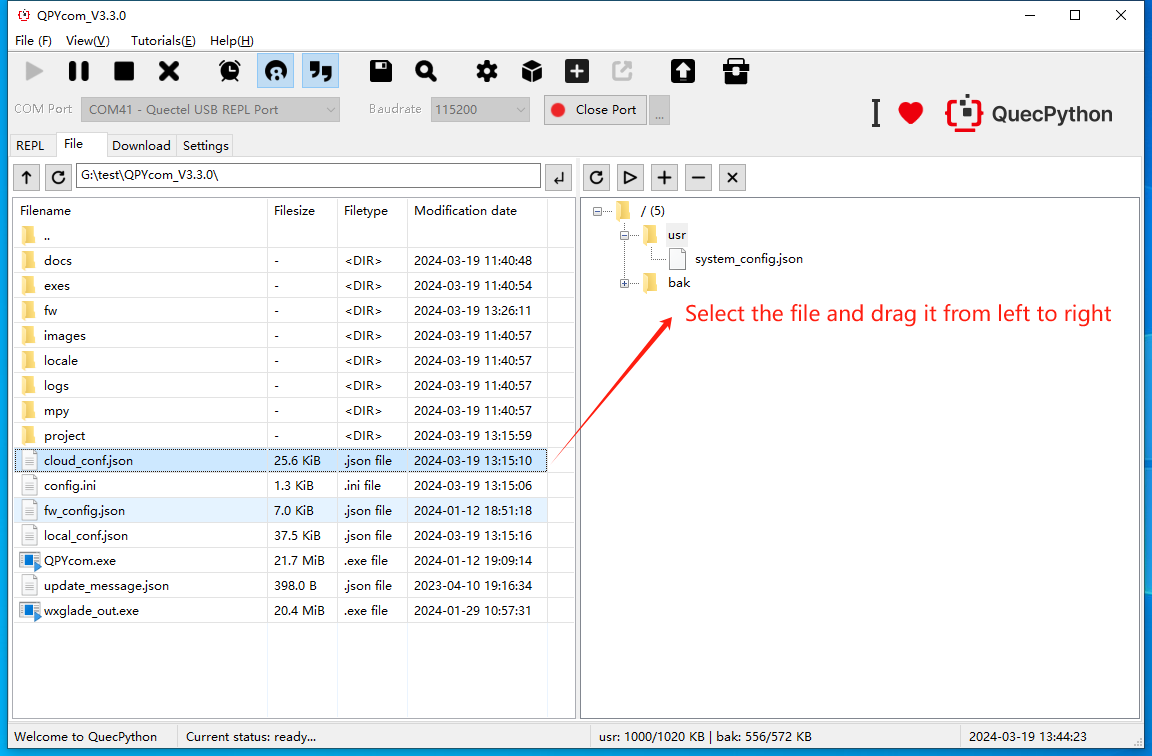 QPYcom_V3.3.0
File (F) View(V) Tutorials(E) Help(H)
COM Port COM41 - Quectel USB REPL Port Baudrate 115200 Close Port ...
I QuecPython
REPL File Download Settings
G:\test\QPYcom_V3.3.0\
Filename Filesize Filetype Modification date
..
docs - <DIR> 2024-03-19 11:40:48
exes - <DIR> 2024-03-19 11:40:54
fw - <DIR> 2024-03-19 13:26:11
images - <DIR> 2024-03-19 11:40:57
locale - <DIR> 2024-03-19 11:40:57
logs - <DIR> 2024-03-19 11:40:57
mpy - <DIR> 2024-03-19 11:40:57
project - <DIR> 2024-03-19 13:15:59
cloud_conf.json 25.6 KiB .json file 2024-03-19 13:15:10
config.ini 1.3 KiB .ini file 2024-03-19 13:15:06
fw_config.json 7.0 KiB .json file 2024-01-12 18:51:18
local_conf.json 37.5 KiB .json file 2024-03-19 13:15:16
QPYcom.exe 21.7 MiB .exe file 2024-01-12 19:09:14
update_message.json 398.0 B .json file 2023-04-10 19:16:34
wxglade_out.exe 20.4 MiB .exe file 2024-01-29 10:57:31
/ (5)
usr
system_config.json
bak
Select the file and drag it from left to right
Welcome to QuecPython Current status: ready... usr: 1000/1020 KB | bak: 556/572 KB 2024-03-19 13:44:23